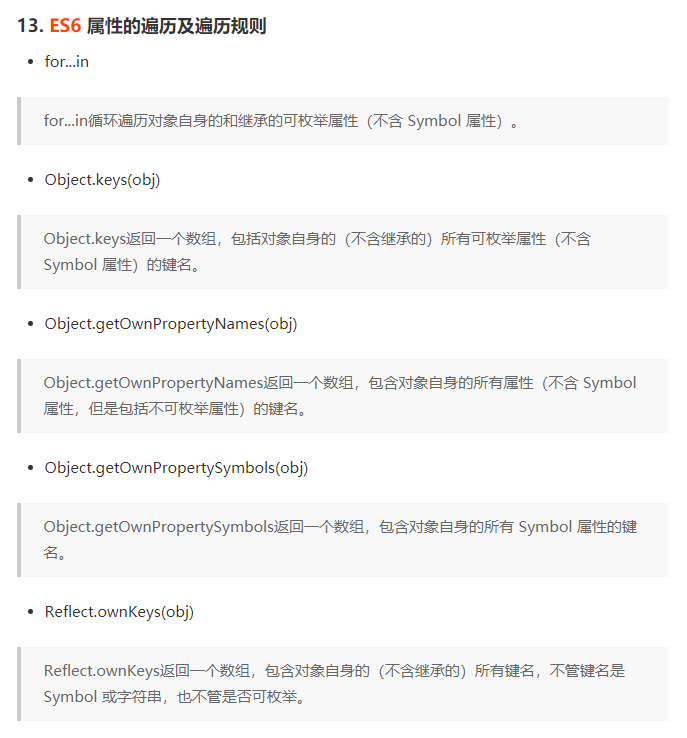 13. ES6 属性的遍历及遍历规则
• for...in
for...in循环遍历对象自身的和继承的可枚举属性（不含 Symbol 属性）。
• Object.keys(obj)
Object.keys返回一个数组，包括对象自身的（不含继承的）所有可枚举属性（不含
Symbol 属性）的键名。
• Object.getOwnPropertyNames(obj)
Object.getOwnPropertyNames返回一个数组，包含对象自身的所有属性（不含 Symbol
属性，但是包括不可枚举属性）的键名。
• Object.getOwnPropertySymbols(obj)
Object.getOwnPropertySymbols返回一个数组，包含对象自身的所有 Symbol 属性的键
名。
• Reflect.ownKeys(obj)
Reflect.ownKeys返回一个数组，包含对象自身的（不含继承的）所有键名，不管键名是
Symbol 或字符串，也不管是否可枚举。